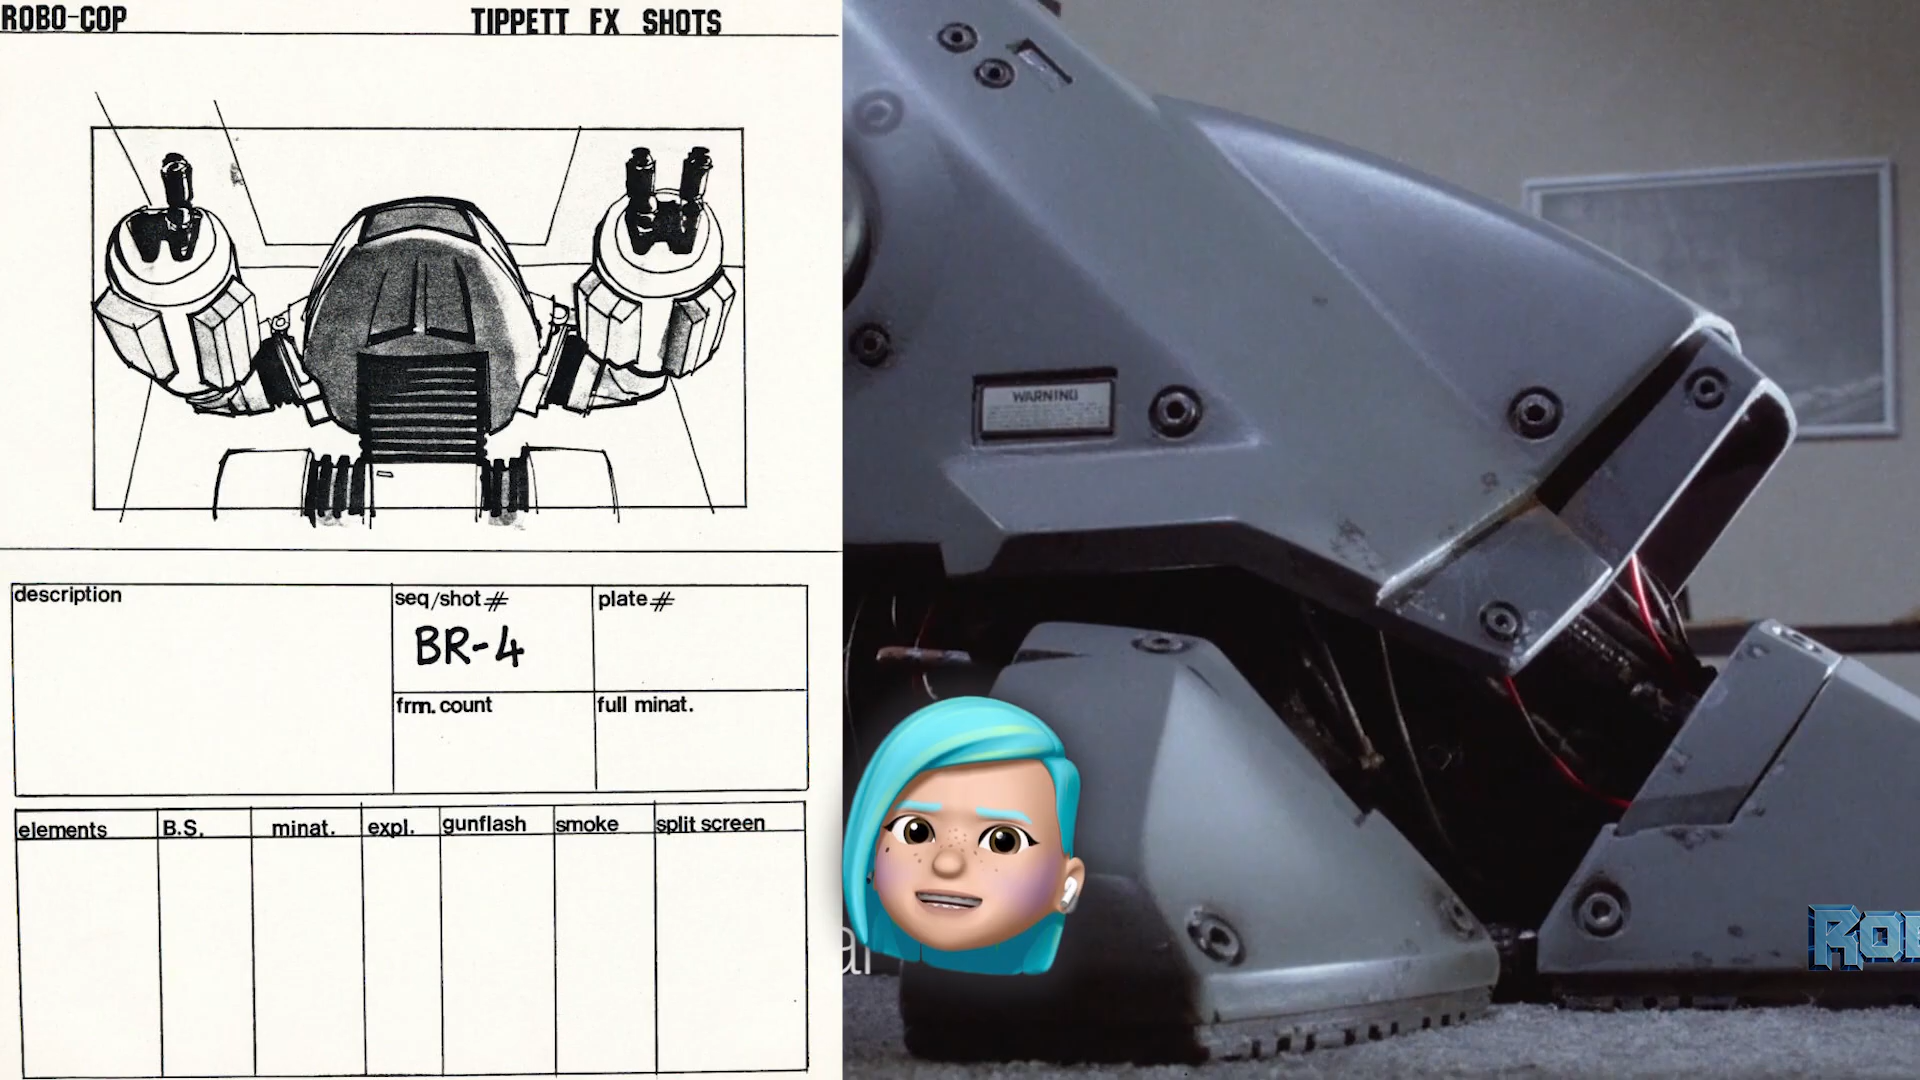 ROBO-COP
TIPPETT FX SHOTS
description
seq/shot#
BR-4
plate#
frm. count
full minat.
elements
B.S.
minat.
expl.
gunflash
smoke
split screen
WARNING